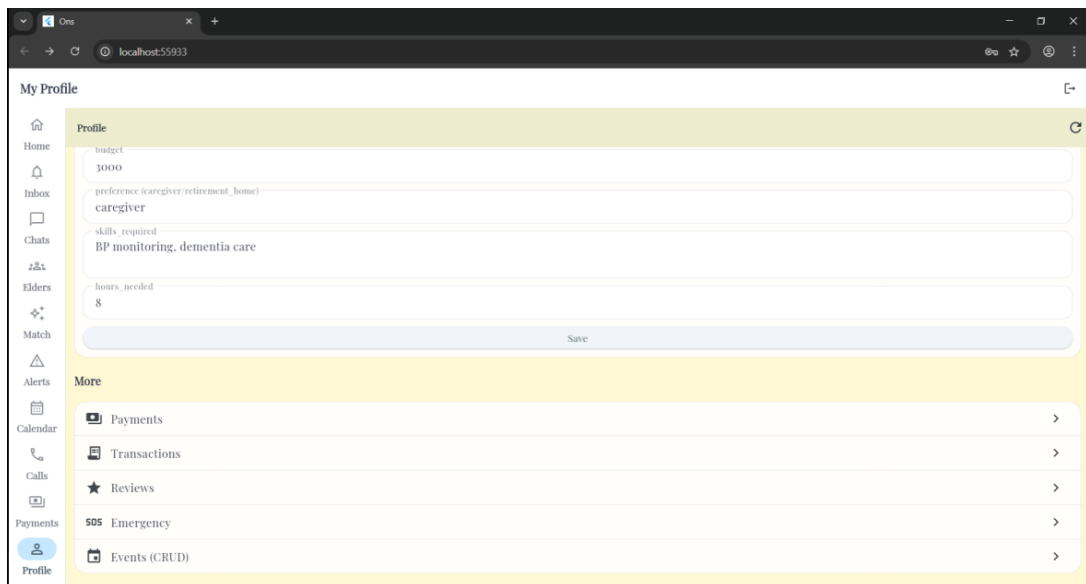 Ons
localhost:55933
My Profile
Home
Inbox
Chats
Elders
Match
Alerts
Calendar
Calls
Payments
Profile
Profile
budget
3000
preference (caregiver/retirement_home)
caregiver
skills_required
BP monitoring, dementia care
hours_needed
8
Save
More
Payments
Transactions
Reviews
SOS Emergency
Events (CRUD)